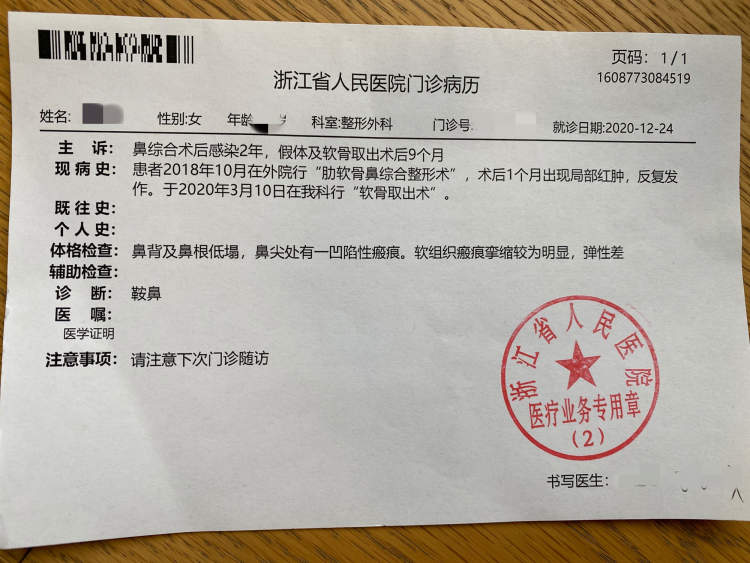 页码：1/1
1608773084519
浙江省人民医院门诊病历
姓名: 性别:女 年龄 岁 科室:整形外科 门诊号 就诊日期:2020-12-24
主 诉: 鼻综合术后感染2年，假体及软骨取出术后9个月
现病史: 患者2018年10月在外院行“肋软骨鼻综合整形术”，术后1个月出现局部红肿，反复发
作。于2020年3月10日在我科行“软骨取出术”。
既往史:
个人史:
体格检查: 鼻背及鼻根低塌，鼻尖处有一凹陷性瘢痕。软组织瘢痕挛缩较为明显，弹性差
辅助检查:
诊 断: 鞍鼻
医 嘱:
医学证明
注意事项: 请注意下次门诊随访
浙江省人民医院
医疗业务专用章
（2）
书写医生: